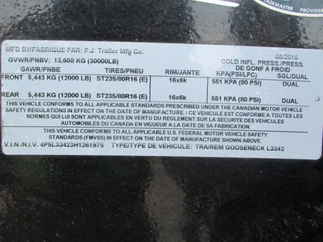 MFD BY/FABRIQUE PAR: P.J. Trailer Mfg Co.
GVWR/PNBV: 13,600 KG (30000LB)
COLD INFL. PRESS./PRESS.
DE GONF A FROID
GAWR/PNBE TIRES/PNEU RIM/JANTE KPA(PSI/LPC) SGL/DUAL
FRONT 5,443 KG (12000 LB) ST235/80R16 (E) 16x6k 551 KPA (80 PSI) DUAL
REAR 5,443 KG (12000 LB) ST235/80R16 (E) 16x6k 551 KPA (80 PSI) DUAL
THIS VEHICLE CONFORMS TO ALL APPLICABLE STANDARDS PRESCRIBED UNDER THE CANADIAN MOTOR VEHICLE
SAFETY REGULATIONS IN EFFECT ON THE DATE OF MANUFACTURE / CE VEHICULE EST CONFORME A TOUTES LES
NORMES QUI LUI SONT APPLICABLES EN VERTU DU REGLEMENT SUR LA SECURITE DES VEHICULES
AUTOMOBILES DU CANADA EN VIGUEUR A LA DATE DE SA FABRICATION
THIS VEHICLE CONFORMS TO ALL APPLICABLE U.S. FEDERAL MOTOR VEHICLE SAFETY
STANDARDS (FMVSS) IN EFFECT ON THE DATE OF MANUFACTURE SHOWN ABOVE.
V.I.N./N.I.V. TYPE/TYPE DE VEHICULE: TRA/REM GOOSENECK